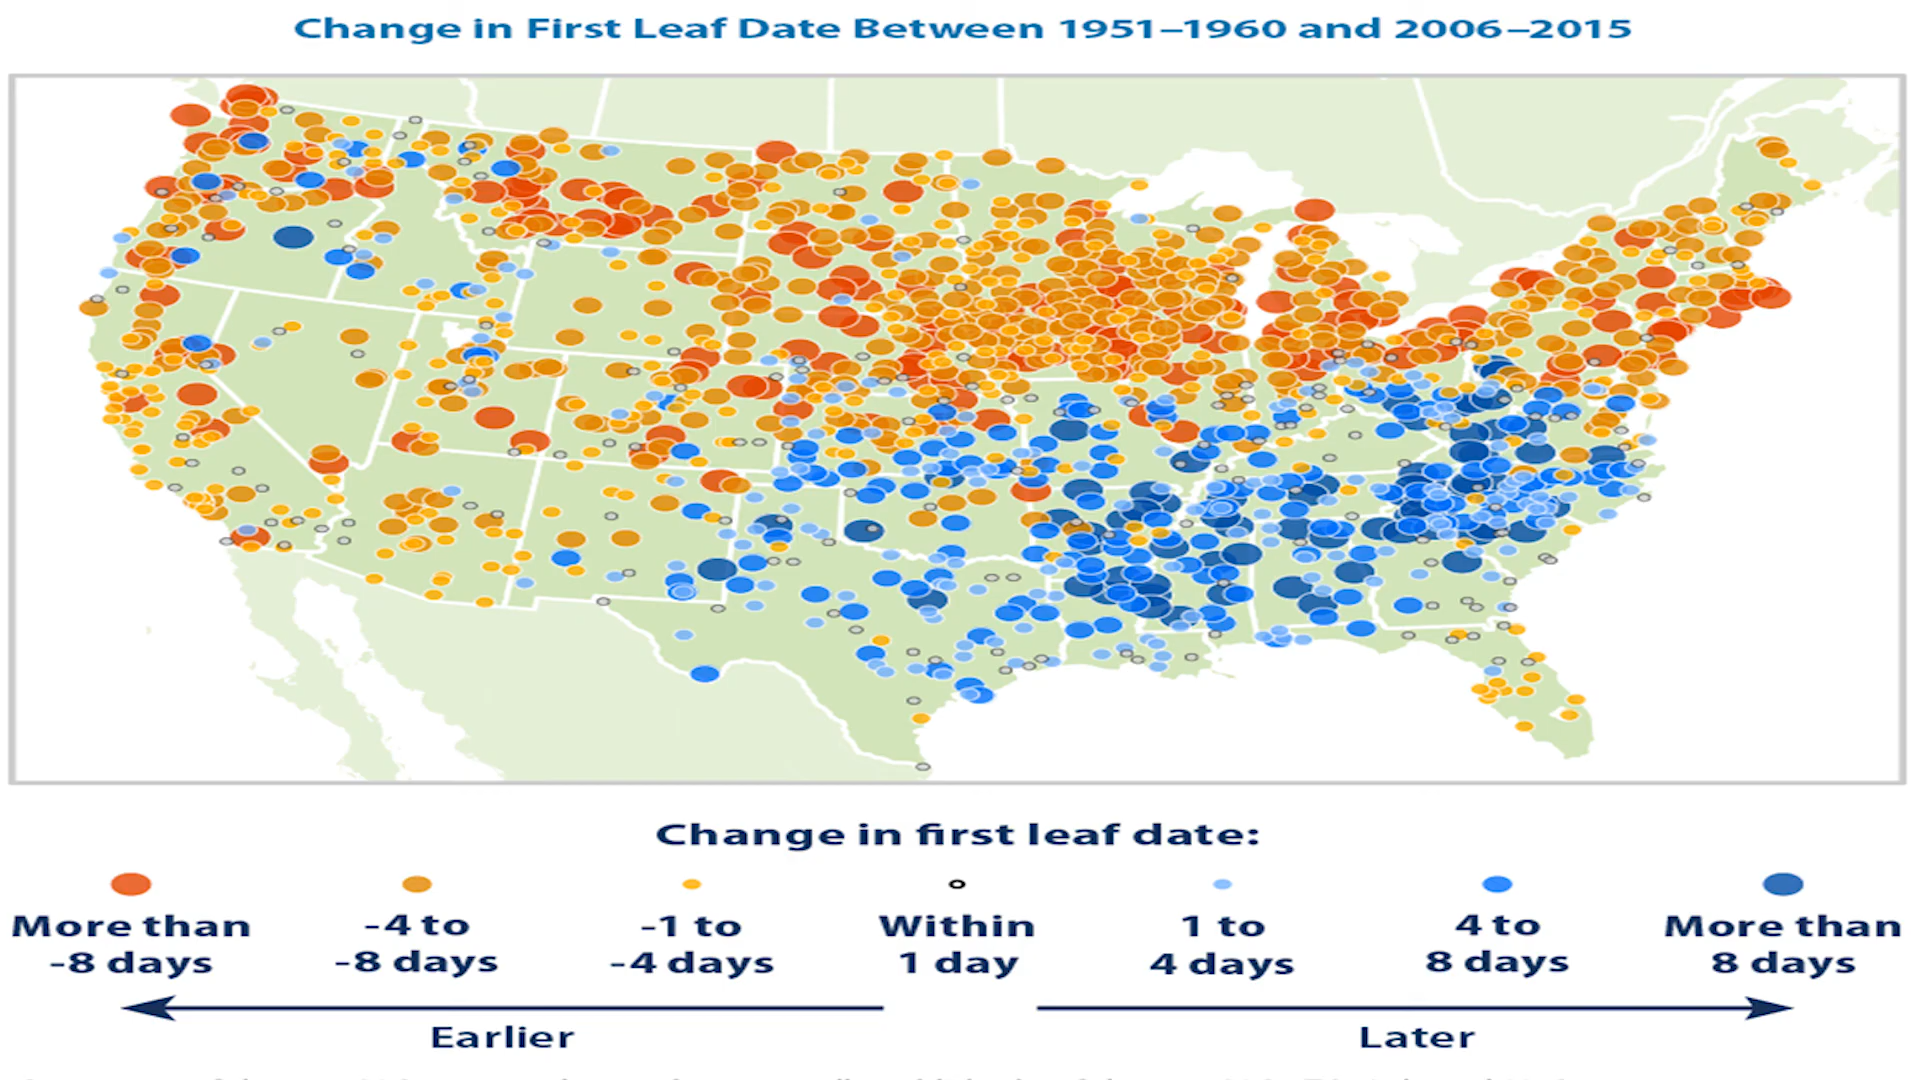 Change in First Leaf Date Between 1951–1960 and 2006–2015
Change in first leaf date:
More than
-8 days
-4 to
-8 days
-1 to
-4 days
Within
1 day
1 to
4 days
4 to
8 days
More than
8 days
Earlier
Later